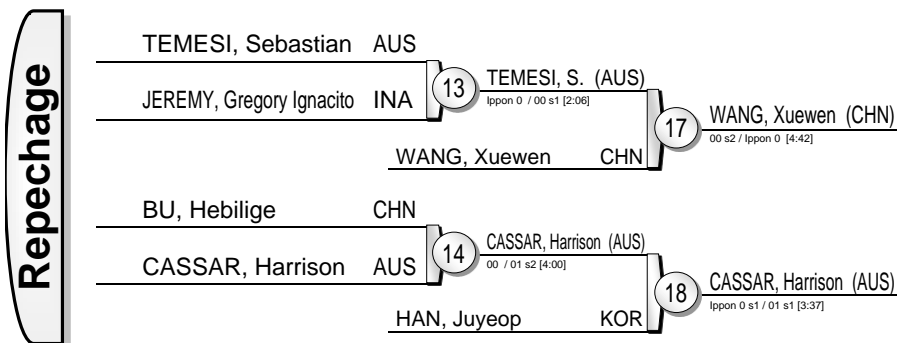 Repechage
TEMESI, Sebastian AUS
JEREMY, Gregory Ignacito INA
13
TEMESI, S. (AUS)
Ippon 0 / 00 s1 [2:06]
WANG, Xuewen CHN
17
WANG, Xuewen (CHN)
00 s2 / Ippon 0 [4:42]
BU, Hebilige CHN
CASSAR, Harrison AUS
14
CASSAR, Harrison (AUS)
00 / 01 s2 [4:00]
HAN, Juyeop KOR
18
CASSAR, Harrison (AUS)
Ippon 0 s1 / 01 s1 [3:37]